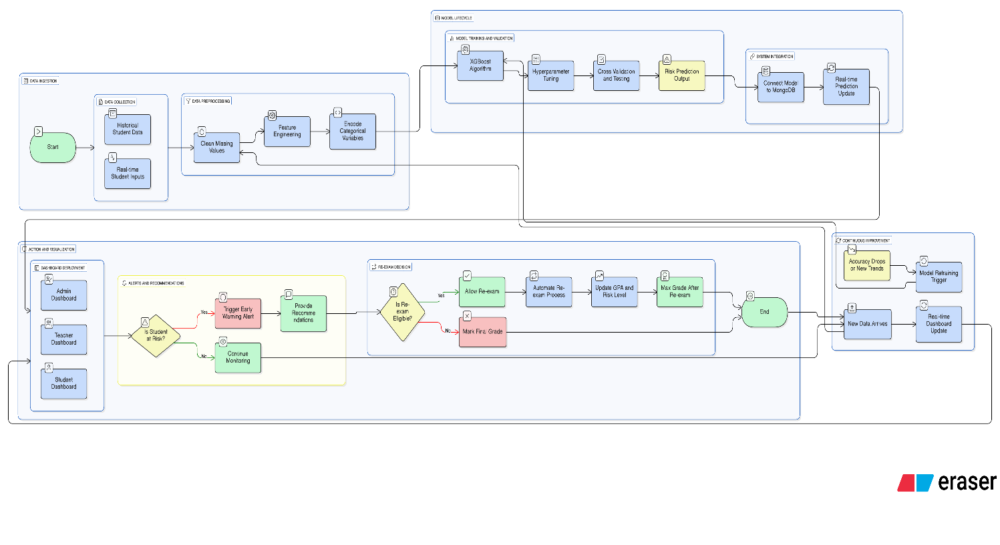 MODEL LIFECYCLE
MODEL TRAINING AND VALIDATION
XGBoost
Algorithm
Hyperparameter
Tuning
Cross Validation
and Testing
Risk Prediction
Output
SYSTEM INTEGRATION
Connect Model
to MongoDB
Real-time
Prediction
Update
DATA INGESTION
Start
DATA COLLECTION
Historical
Student Data
Real-time
Student Inputs
DATA PREPROCESSING
Clean Missing
Values
Feature
Engineering
Encode
Categorical
Variables
ACTION AND VISUALIZATION
DASHBOARD DEPLOYMENT
Admin
Dashboard
Teacher
Dashboard
Student
Dashboard
ALERTS AND RECOMMENDATIONS
Is Student
at Risk?
Yes
No
Trigger Early
Warning Alert
Provide
Recomme
ndations
Continue
Monitoring
RE-EXAM DECISION
Is Re-
exam
Eligible?
Yes
No
Allow Re-exam
Automate Re-
exam Process
Update GPA and
Risk Level
Max Grade After
Re-exam
Mark Final Grade
End
CONTINUOUS IMPROVEMENT
Accuracy Drops
or New Trends
Model Retraining
Trigger
New Data Arrives
Real-time
Dashboard
Update
eraser